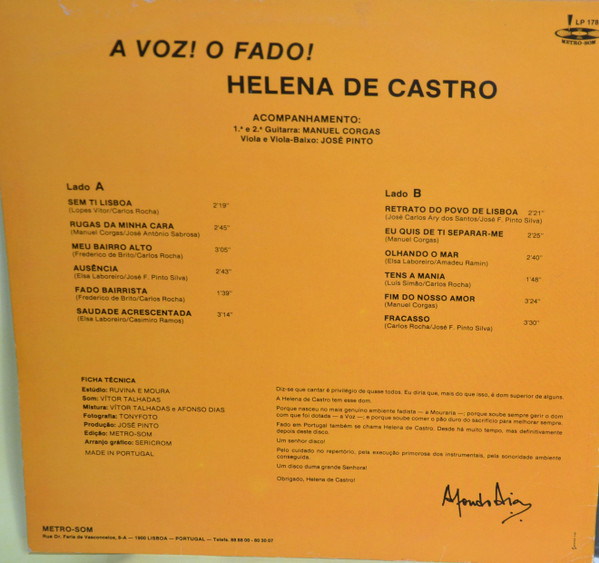 LP 178
METRO-SOM
A VOZ! O FADO!
HELENA DE CASTRO
ACOMPANHAMENTO:
1.ª e 2.ª Guitarra: MANUEL CORGAS
Viola e Viola-Baixo: JOSÉ PINTO
Lado A
SEM TI LISBOA 2'19"
(Lopes Vítor/Carlos Rocha)
RUGAS DA MINHA CARA 2'45"
(Manuel Corgas/José António Sabrosa)
MEU BAIRRO ALTO 3'05"
(Frederico de Brito/Carlos Rocha)
AUSÊNCIA 2'43"
(Elsa Laboreiro/José F. Pinto Silva)
FADO BAIRRISTA 1'39"
(Frederico de Brito/Carlos Rocha)
SAUDADE ACRESCENTADA 3'14"
(Elsa Laboreiro/Casimiro Ramos)
Lado B
RETRATO DO POVO DE LISBOA 2'21"
(José Carlos Ary dos Santos/José F. Pinto Silva)
EU QUIS DE TI SEPARAR-ME 2'25"
(Manuel Corgas)
OLHANDO O MAR 2'40"
(Elsa Laboreiro/Amadeu Ramin)
TENS A MANIA 1'48"
(Luís Simão/Carlos Rocha)
FIM DO NOSSO AMOR 3'24"
(Manuel Corgas)
FRACASSO 3'30"
(Carlos Rocha/José F. Pinto Silva)
FICHA TÉCNICA
Estúdio: RUVINA E MOURA
Som: VÍTOR TALHADAS
Mistura: VÍTOR TALHADAS e AFONSO DIAS
Fotografia: TONYFOTO
Produção: JOSÉ PINTO
Edição: METRO-SOM
Arranjo gráfico: SERICROM
MADE IN PORTUGAL
Diz-se que cantar é privilégio de quase todos. Eu diria que, mais do que isso, é dom superior de alguns.
A Helena de Castro tem esse dom.
Porque nasceu no mais genuíno ambiente fadista — a Mouraria —; porque soube sempre gerir o dom
com que foi dotada — a Voz —; e porque soube comer o pão duro do sacrifício para melhorar sempre.
Fado em Portugal também se chama Helena de Castro. Desde há muito tempo, mas definitivamente
depois deste disco.
Um senhor disco!
Pelo cuidado no repertório, pela execução primorosa dos instrumentais, pela sonoridade ambiente
conseguida.
Um disco duma grande Senhora!
Obrigado, Helena de Castro!
Afonso Dias
METRO-SOM
Rua Dr. Faria de Vasconcelos, 5-A — 1900 LISBOA — PORTUGAL — Telefs.